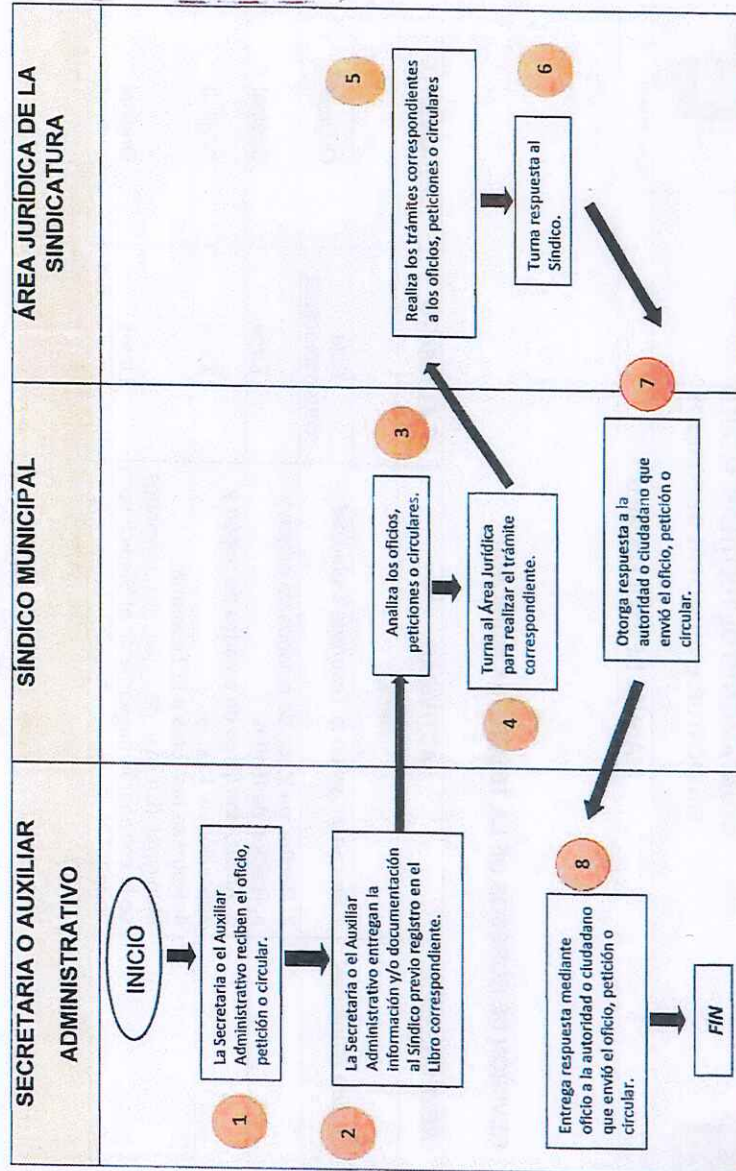 SECRETARIA O AUXILIAR
ADMINISTRATIVO
SÍNDICO MUNICIPAL
ÁREA JURÍDICA DE LA
SINDICATURA
INICIO
1
La Secretaria o el Auxiliar
Administrativo reciben el oficio,
petición o circular.
2
La Secretaria o el Auxiliar
Administrativo entregan la
información y/o documentación
al Síndico previo registro en el
Libro correspondiente.
3
Analiza los oficios,
peticiones o circulares.
4
Turna al Área Jurídica
para realizar el trámite
correspondiente.
5
Realiza los trámites correspondientes
a los oficios, peticiones o circulares
6
Turna respuesta al
Síndico.
7
Otorga respuesta a la
autoridad o ciudadano que
envió el oficio, petición o
circular.
8
Entrega respuesta mediante
oficio a la autoridad o ciudadano
que envió el oficio, petición o
circular.
FIN